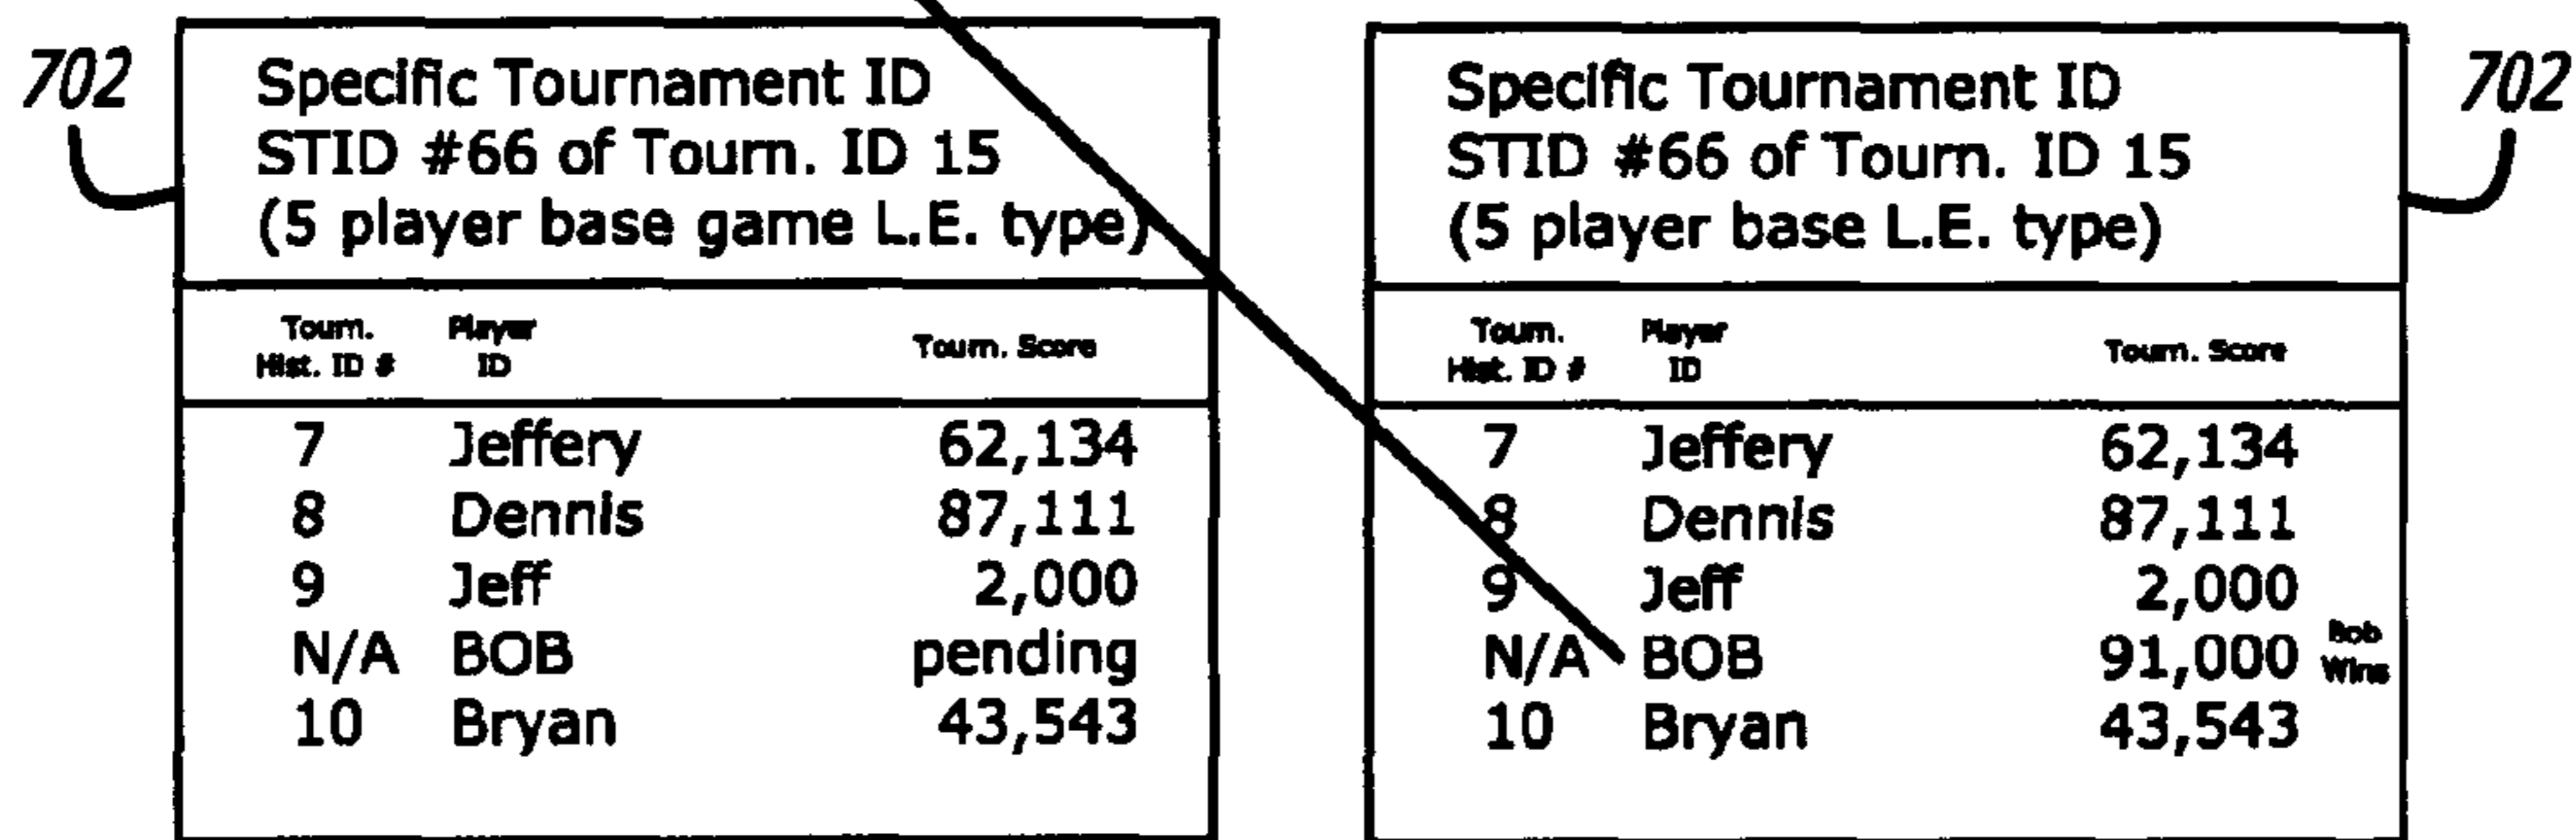 702
Specific Tournament ID
STID #66 of Tourn. ID 15
(5 player base game L.E. type)
Tourn. Hist. ID # Player ID Tourn. Score
7 Jeffery 62,134
8 Dennis 87,111
9 Jeff 2,000
N/A BOB pending
10 Bryan 43,543
702
Specific Tournament ID
STID #66 of Tourn. ID 15
(5 player base L.E. type)
Tourn. Hist. ID # Player ID Tourn. Score
7 Jeffery 62,134
8 Dennis 87,111
9 Jeff 2,000
N/A BOB 91,000 Bob Wins
10 Bryan 43,543